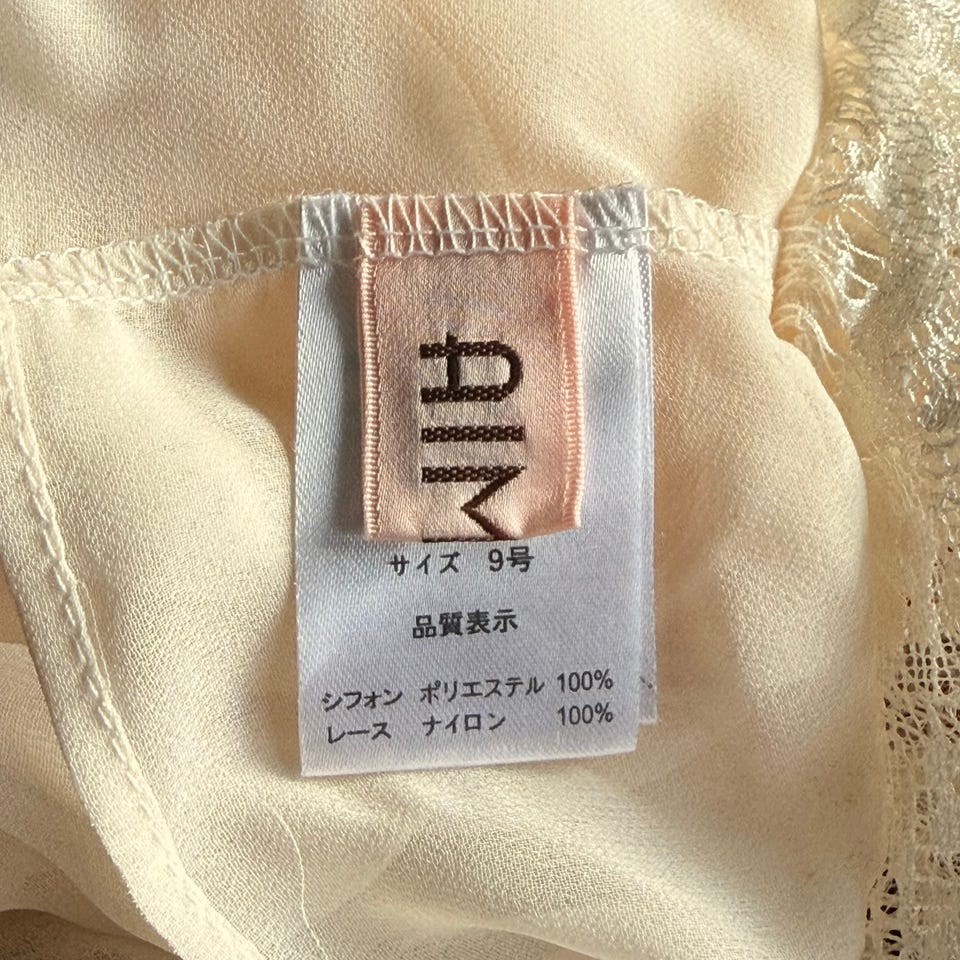 AIM
サイズ 9号
品質表示
シフォン ポリエステル 100%
レース ナイロン 100%